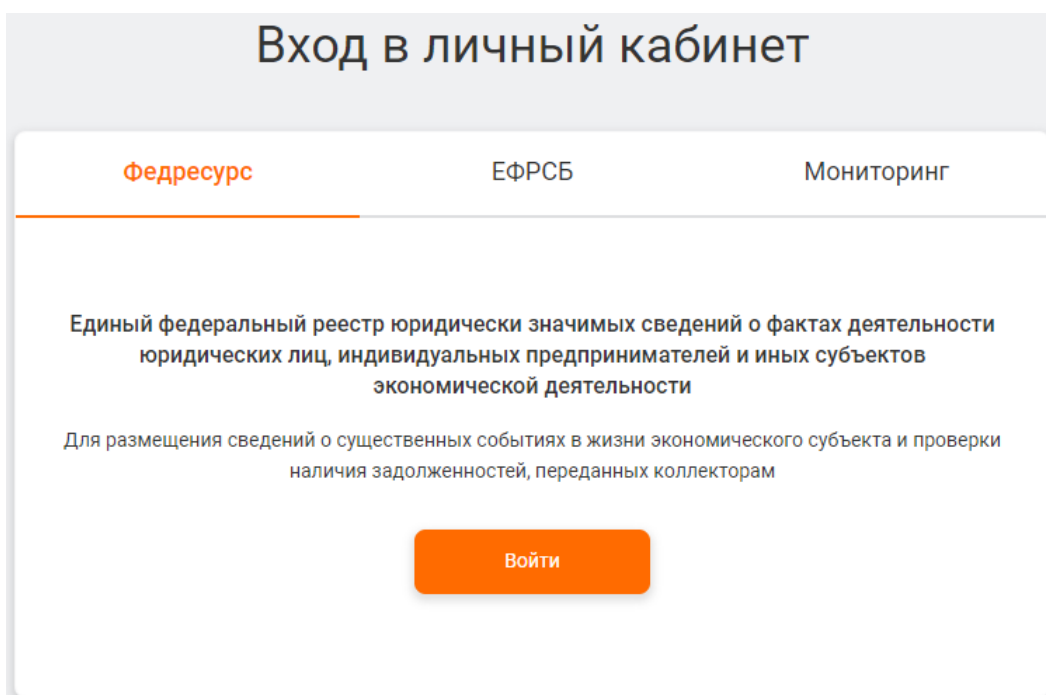 Вход в личный кабинет
Федресурс ЕФРСБ Мониторинг
Единый федеральный реестр юридически значимых сведений о фактах деятельности
юридических лиц, индивидуальных предпринимателей и иных субъектов
экономической деятельности
Для размещения сведений о существенных событиях в жизни экономического субъекта и проверки
наличия задолженностей, переданных коллекторам
Войти